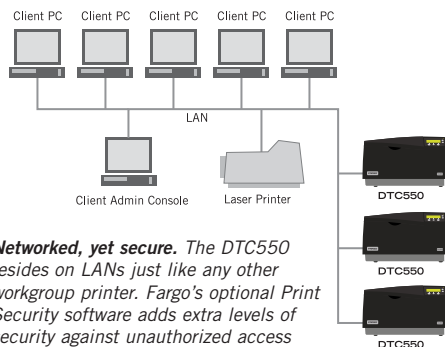 Client PC Client PC Client PC Client PC Client PC
LAN
Client Admin Console
Laser Printer
DTC550
DTC550
DTC550
Networked, yet secure. The DTC550
resides on LANs just like any other
workgroup printer. Fargo's optional Print
Security software adds extra levels of
security against unauthorized access